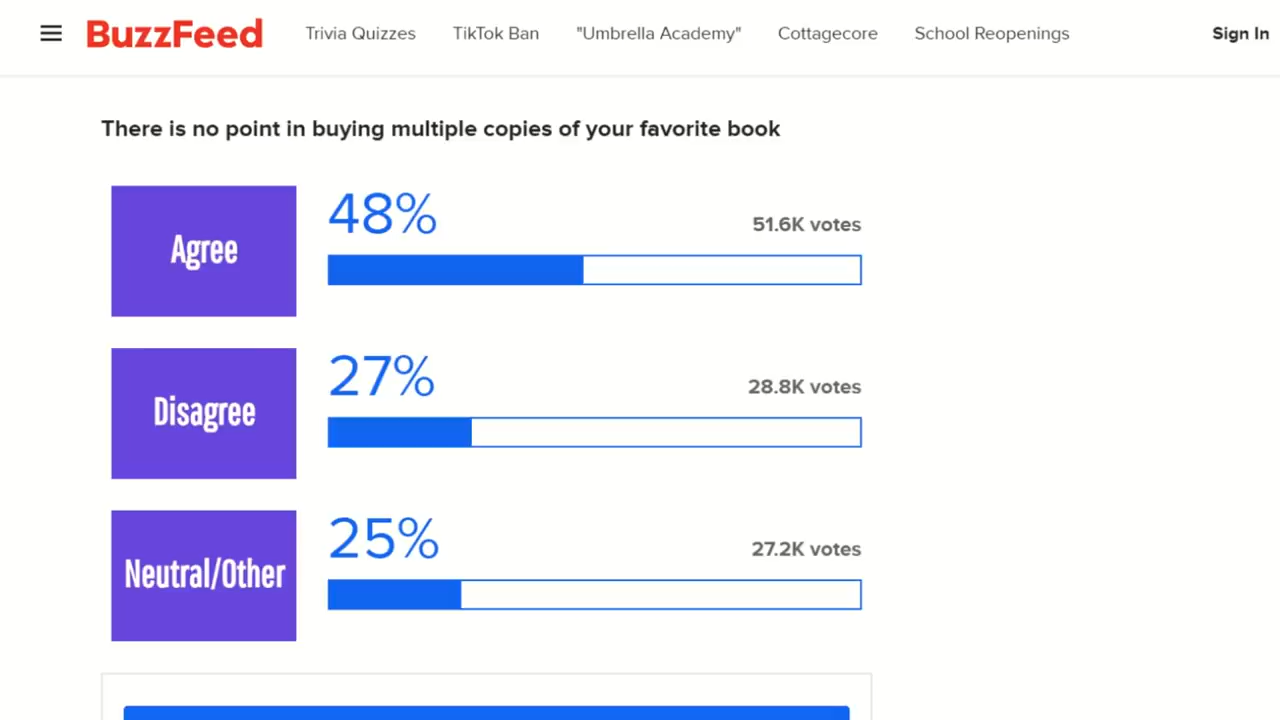 BuzzFeed Trivia Quizzes TikTok Ban "Umbrella Academy" Cottagecore School Reopenings Sign In
There is no point in buying multiple copies of your favorite book
Agree
48%
51.6K votes
Disagree
27%
28.8K votes
Neutral/Other
25%
27.2K votes